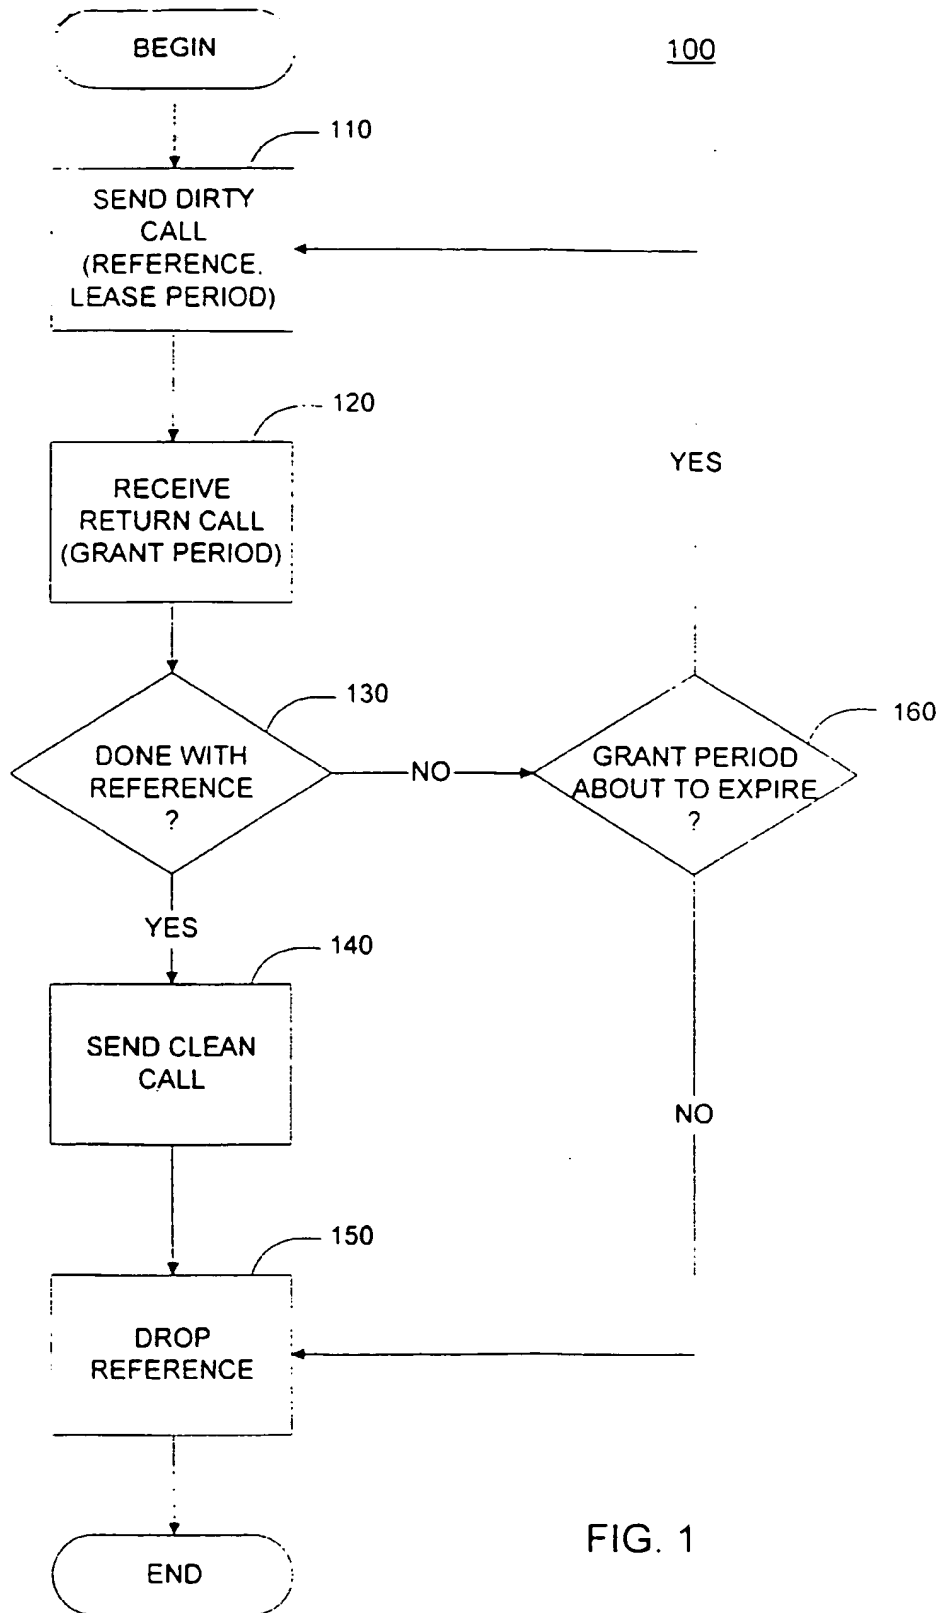 BEGIN
100
110
SEND DIRTY
CALL
(REFERENCE,
LEASE PERIOD)
120
RECEIVE
RETURN CALL
(GRANT PERIOD)
YES
130
DONE WITH
REFERENCE
?
NO
160
GRANT PERIOD
ABOUT TO EXPIRE
?
YES
140
SEND CLEAN
CALL
NO
150
DROP
REFERENCE
END
FIG. 1